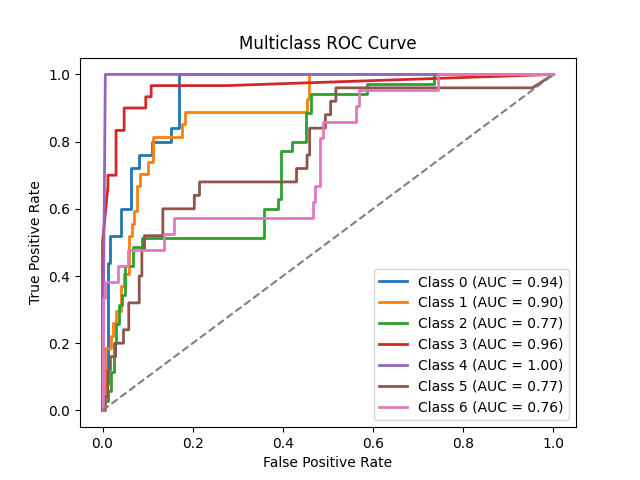 Multiclass ROC Curve
True Positive Rate
1.0
0.8
0.6
0.4
0.2
0.0
Class 0 (AUC = 0.94)
Class 1 (AUC = 0.90)
Class 2 (AUC = 0.77)
Class 3 (AUC = 0.96)
Class 4 (AUC = 1.00)
Class 5 (AUC = 0.77)
Class 6 (AUC = 0.76)
0.0 0.2 0.4 0.6 0.8 1.0
False Positive Rate